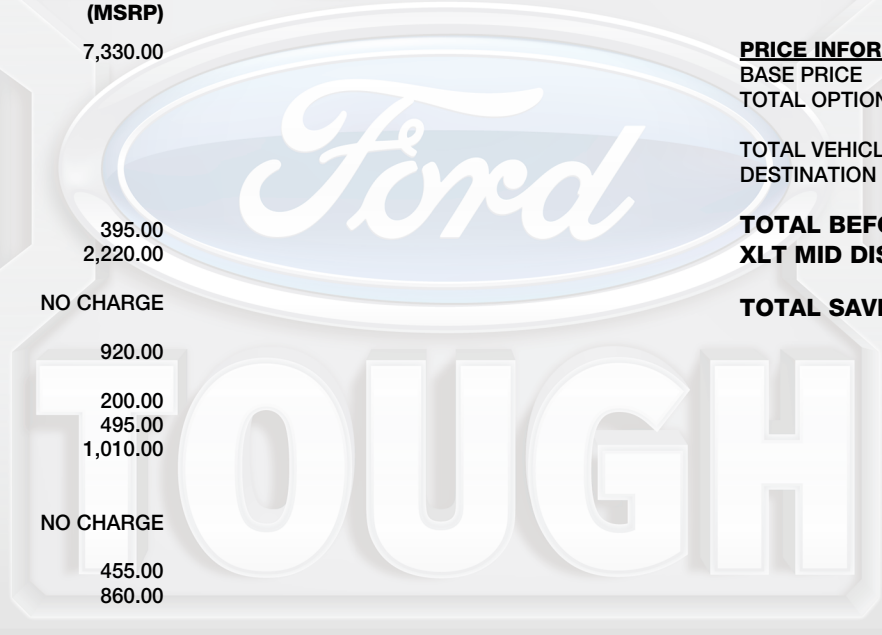 (MSRP)
7,330.00
395.00
2,220.00
NO CHARGE
920.00
200.00
495.00
1,010.00
NO CHARGE
455.00
860.00
PRICE INFOR
BASE PRICE
TOTAL OPTION
TOTAL VEHICL
DESTINATION
TOTAL BEFO
XLT MID DIS
TOTAL SAVI
Ford
TOUGH